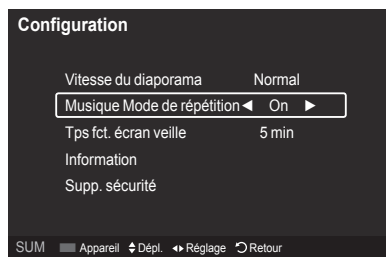 Configuration
Vitesse du diaporama Normal
Musique Mode de répétition ◀ On ▶
Tps fct. écran veille 5 min
Information
Supp. sécurité
SUM Appareil Dépl. Réglage Retour